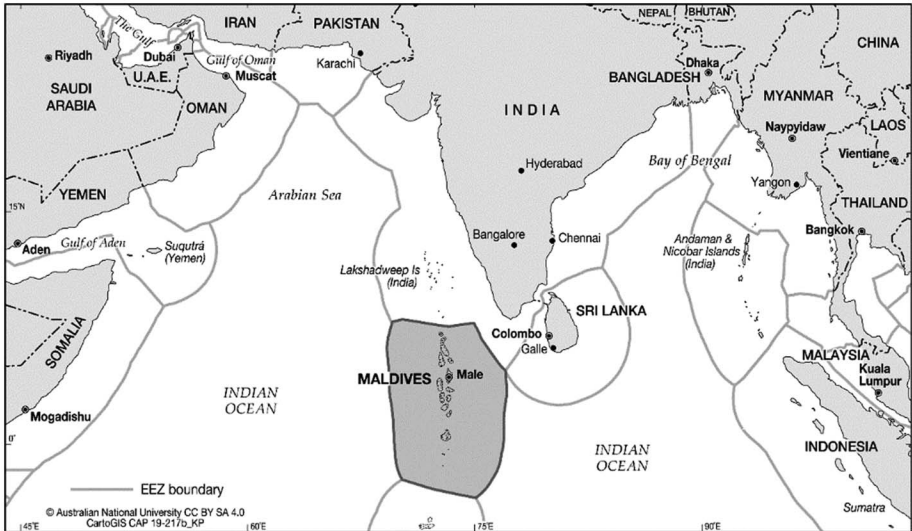 IRAN
PAKISTAN
NEPAL
BHUTAN
CHINA
The Gulf
Riyadh
Dubai
Gulf of Oman
Karachi
Dhaka
U.A.E.
Muscat
BANGLADESH
SAUDI
ARABIA
OMAN
INDIA
MYANMAR
Naypyidaw
LAOS
Hyderabad
Bay of Bengal
Vientiane
YEMEN
Arabian Sea
Yangon
THAILAND
15°N
Aden
Gulf of Aden
Suqutrá
(Yemen)
Bangalore
Chennai
Andaman &
Nicobar Islands
(India)
Bangkok
Lakshadweep Is
(India)
SRI LANKA
Colombo
Galle
SOMALIA
MALAYSIA
Kuala
Lumpur
MALDIVES
Male
INDIAN
OCEAN
Mogadishu
0°
INDIAN
OCEAN
INDONESIA
EEZ boundary
© Australian National University CC BY SA 4.0
CartoGIS CAP 19-217b_KP
Sumatra
45°E
60°E
75°E
90°E